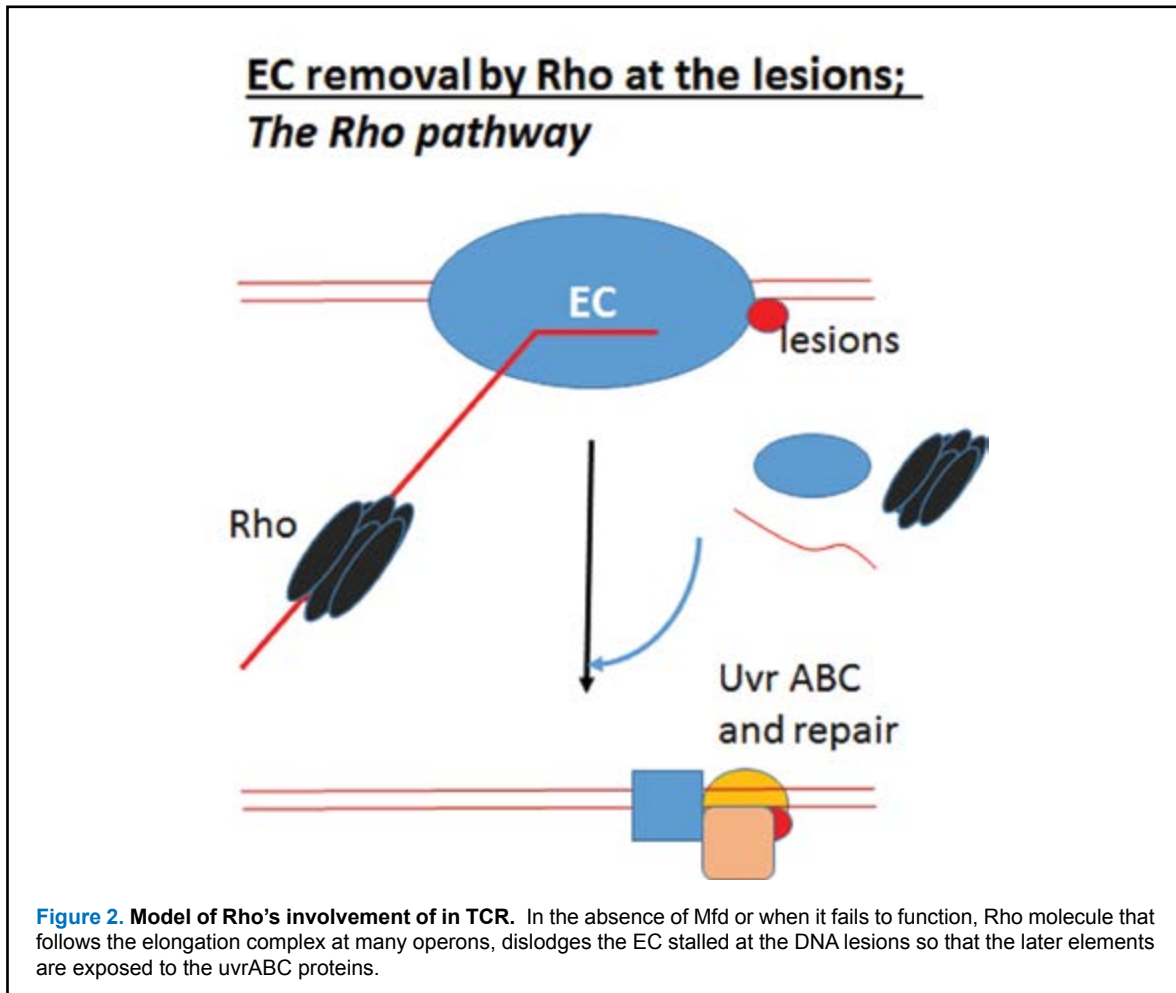 EC removal by Rho at the lesions;
The Rho pathway
EC
lesions
Rho
Uvr ABC
and repair
Figure 2. Model of Rho's involvement of in TCR. In the absence of Mfd or when it fails to function, Rho molecule that
follows the elongation complex at many operons, dislodges the EC stalled at the DNA lesions so that the later elements
are exposed to the uvrABC proteins.